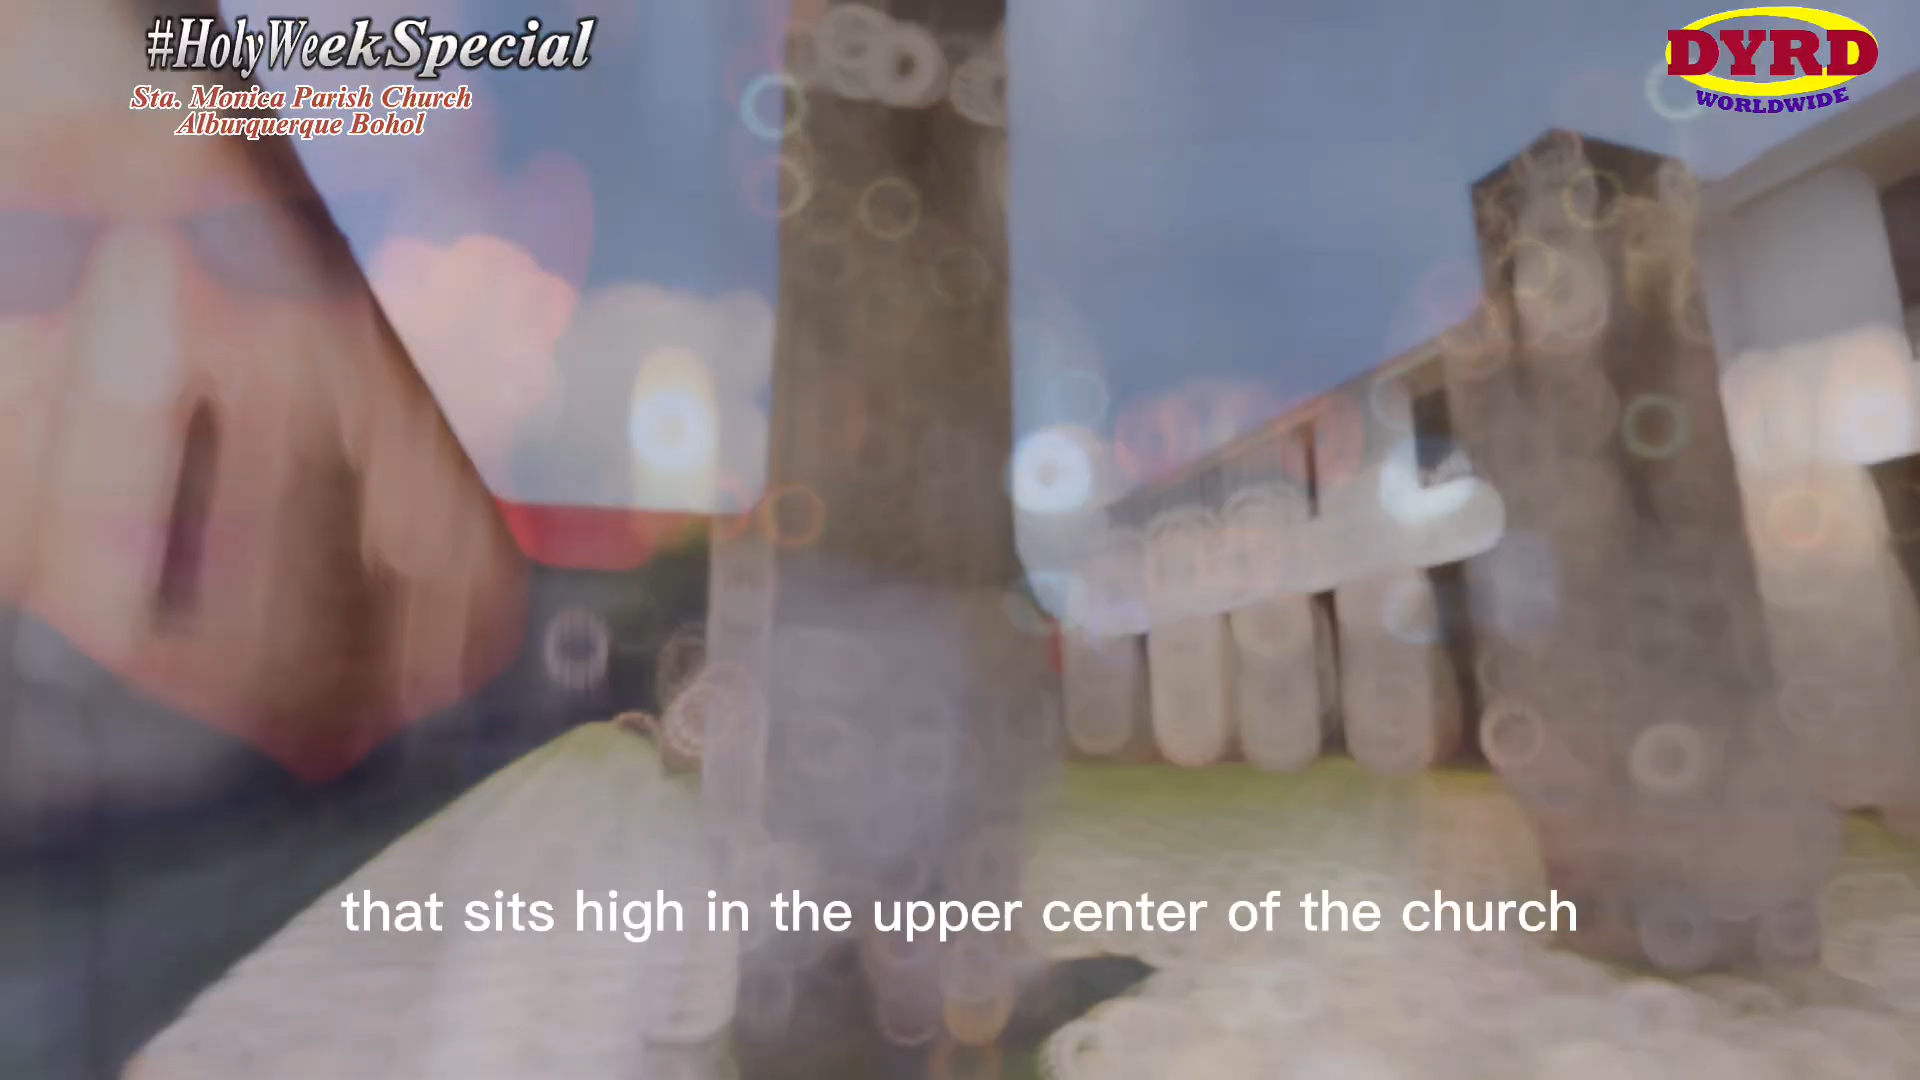 #HolyWeekSpecial
Sta. Monica Parish Church
Alburquerque Bohol
DYRD
WORLDWIDE
that sits high in the upper center of the church